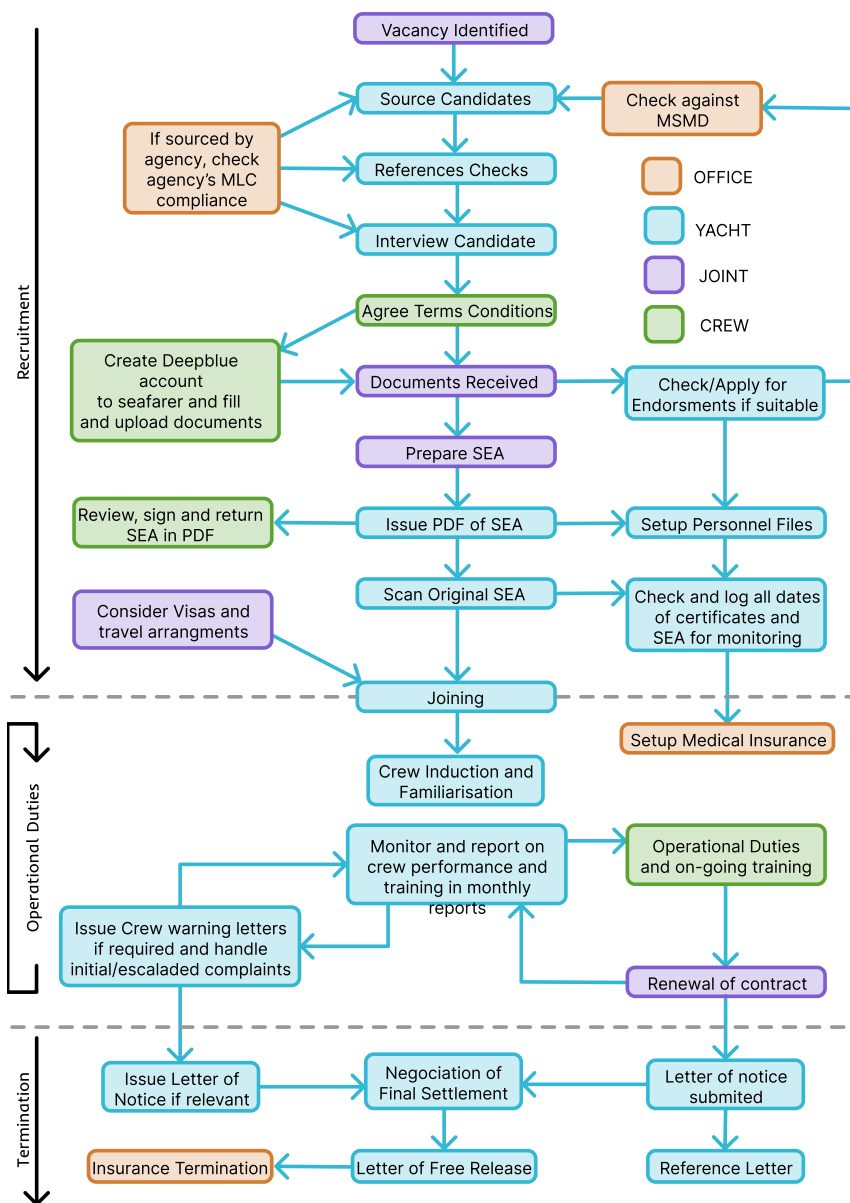 Vacancy Identified
Source Candidates
Check against
MSMD
If sourced by
agency, check
agency's MLC
compliance
References Checks
OFFICE
YACHT
Interview Candidate
JOINT
Recruitment
Agree Terms Conditions
CREW
Create Deepblue
account
to seafarer and fill
and upload documents
Documents Received
Check/Apply for
Endorsments if suitable
Prepare SEA
Review, sign and return
SEA in PDF
Issue PDF of SEA
Setup Personnel Files
Consider Visas and
travel arrangments
Scan Original SEA
Check and log all dates
of certificates and
SEA for monitoring
Joining
Setup Medical Insurance
Crew Induction and
Familiarisation
Operational Duties
Monitor and report on
crew performance and
training in monthly
reports
Operational Duties
and on-going training
Issue Crew warning letters
if required and handle
initial/escaladed complaints
Renewal of contract
Termination
Issue Letter of
Notice if relevant
Negociation of
Final Settlement
Letter of notice
submited
Insurance Termination
Letter of Free Release
Reference Letter